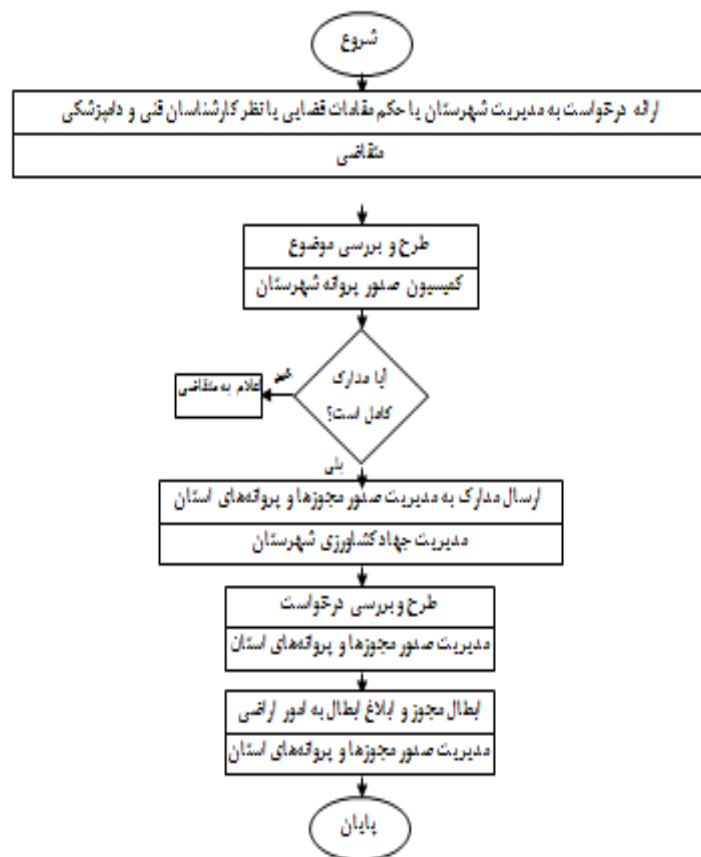 شروع
ارائه درخواست به مدیریت شهرستان یا حکم مقامات قضایی یا نظر کارشناسان فنی و دامپزشکی
متقاضی
طرح و بررسی موضوع
کمیسیون صدور پروانه شهرستان
آیا مدارک
کامل است؟
خیر
اعلام به متقاضی
بلی
ارسال مدارک به مدیریت صدور مجوزها و پروانه‌های استان
مدیریت جهاد کشاورزی شهرستان
طرح و بررسی درخواست
مدیریت صدور مجوزها و پروانه‌های استان
ابطال مجوز و ابلاغ ابطال به امور اراضی
مدیریت صدور مجوزها و پروانه‌های استان
پایان